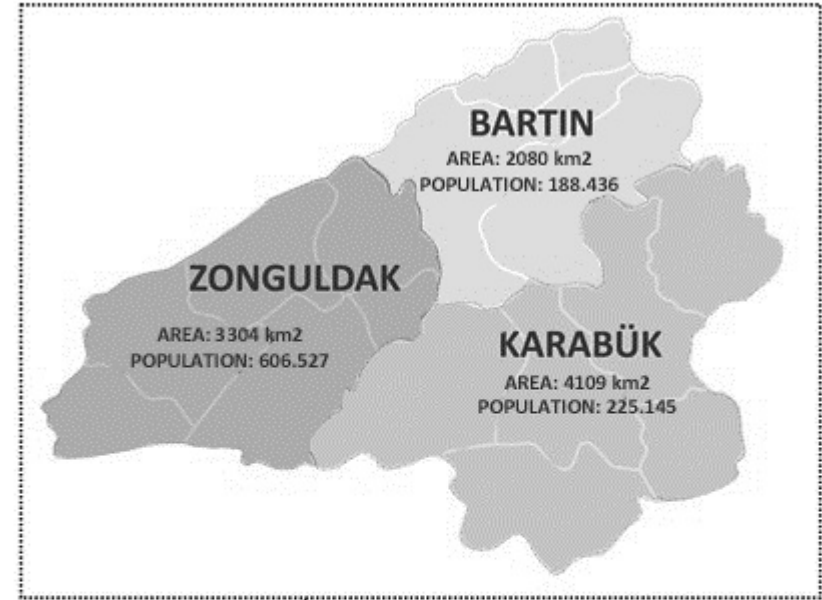 BARTIN
AREA: 2080 km2
POPULATION: 188.436
ZONGULDAK
AREA: 3304 km2
POPULATION: 606.527
KARABÜK
AREA: 4109 km2
POPULATION: 225.145